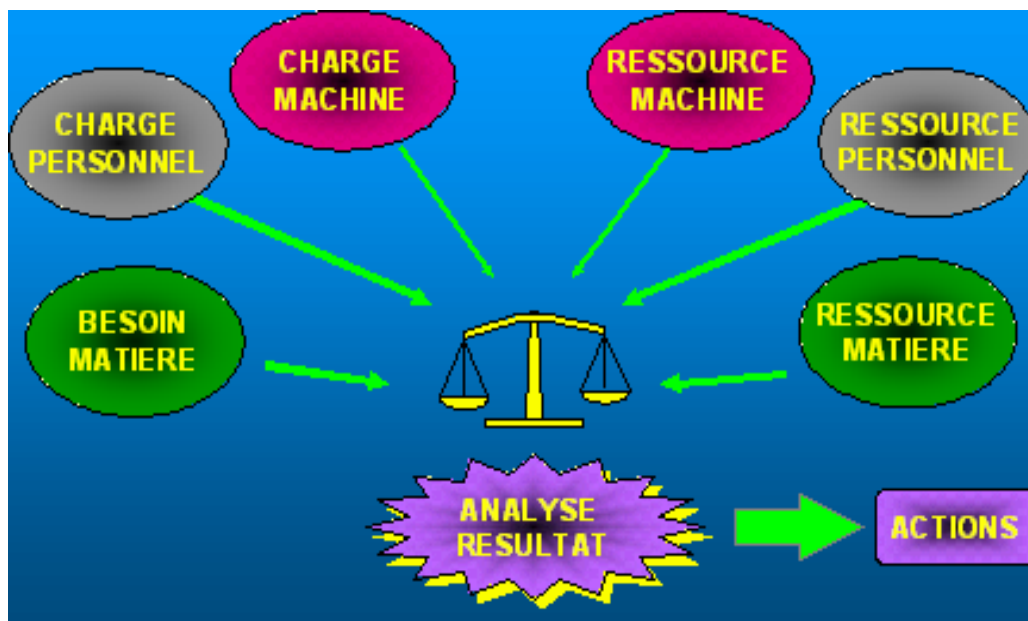 CHARGE
MACHINE
RESSOURCE
MACHINE
CHARGE
PERSONNEL
RESSOURCE
PERSONNEL
BESOIN
MATIERE
RESSOURCE
MATIERE
ANALYSE
RESULTAT
ACTIONS